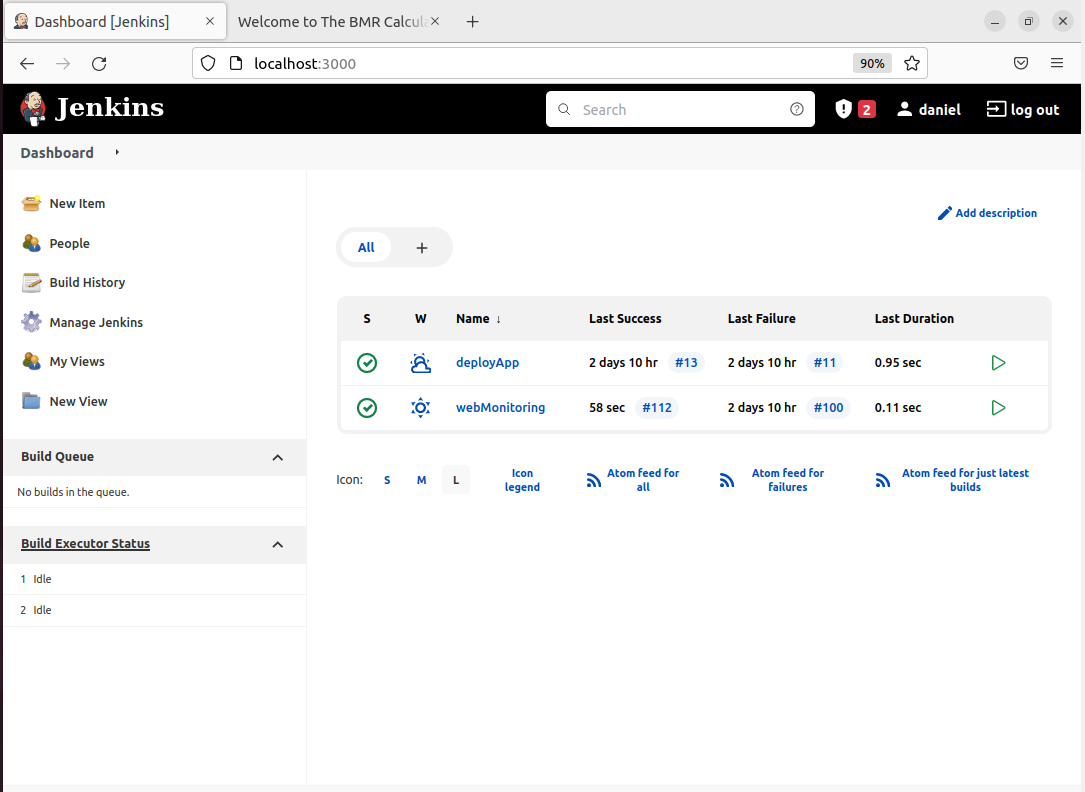 Dashboard [Jenkins]
Welcome to The BMR Calcula
localhost:3000
90%
Jenkins
Search
2
daniel
log out
Dashboard
New Item
People
Build History
Manage Jenkins
My Views
New View
Build Queue
No builds in the queue.
Build Executor Status
1 Idle
2 Idle
Add description
All +
S W Name ↓ Last Success Last Failure Last Duration
deployApp 2 days 10 hr #13 2 days 10 hr #11 0.95 sec
webMonitoring 58 sec #112 2 days 10 hr #100 0.11 sec
Icon: S M L
Icon
legend
Atom feed for
all
Atom feed for
failures
Atom feed for just latest
builds